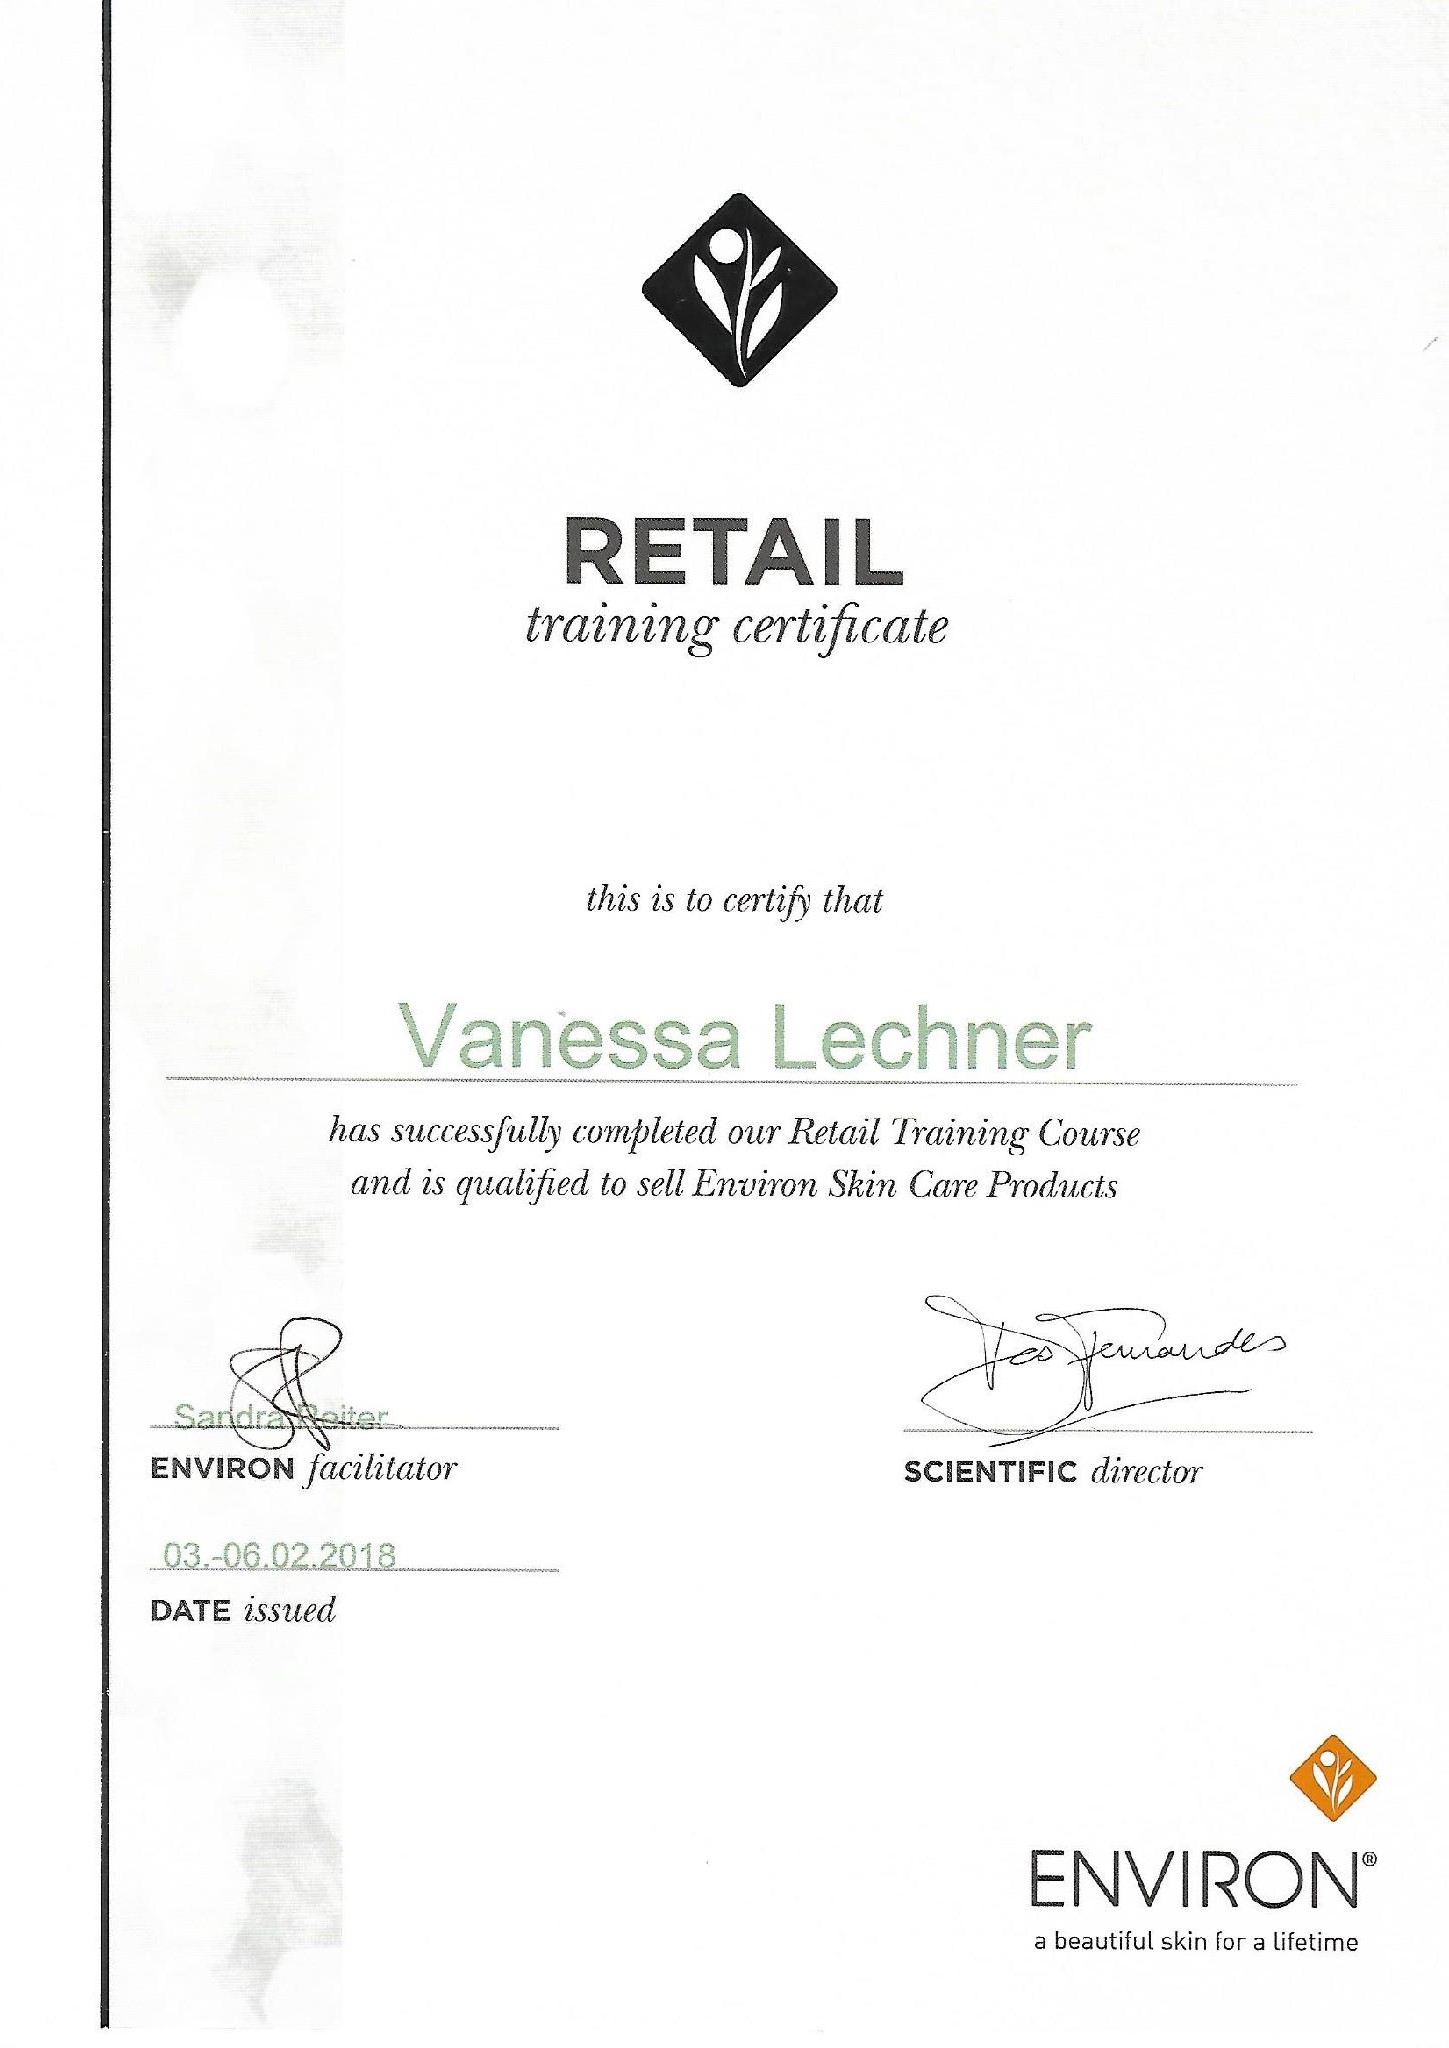 RETAIL
training certificate
this is to certify that
Vanessa Lechner
has successfully completed our Retail Training Course
and is qualified to sell Environ Skin Care Products
Sandra Reiter
ENVIRON facilitator
Des Fernandes
SCIENTIFIC director
03.-06.02.2018
DATE issued
ENVIRON®
a beautiful skin for a lifetime